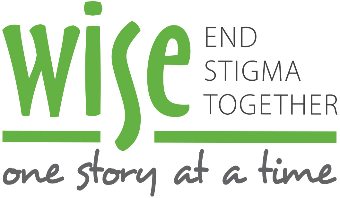 wise
END
STIGMA
TOGETHER
one story at a time